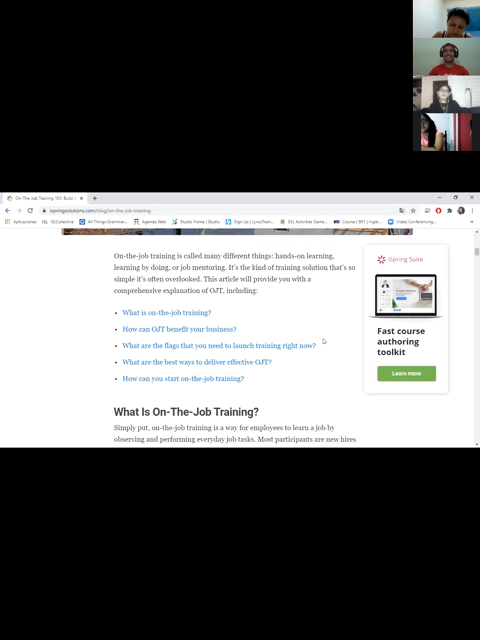 On-The-Job Training 101: Build
ispringsolutions.com/blog/on-the-job-training
Aplicaciones
ISLCollective
All Things Grammar...
Agenda Web
Studio Home | Studio
Sign Up | LyricsTrain...
ESL Activities Game...
Video Conferencing,
On-the-job training is called many different things: hands-on learning,
learning by doing, or job mentoring. It's the kind of training solution that's so
simple it's often overlooked. This article will provide you with a
comprehensive explanation of OJT, including:
• What is on-the-job training?
• How can OJT benefit your business?
• What are the flags that you need to launch training right now?
• What are the best ways to deliver effective OJT?
• How can you start on-the-job training?
What Is On-The-Job Training?
Simply put, on-the-job training is a way for employees to learn a job by
observing and performing everyday job tasks. Most participants are new hires
iSpring Suite
Fast course
authoring
toolkit
Learn more